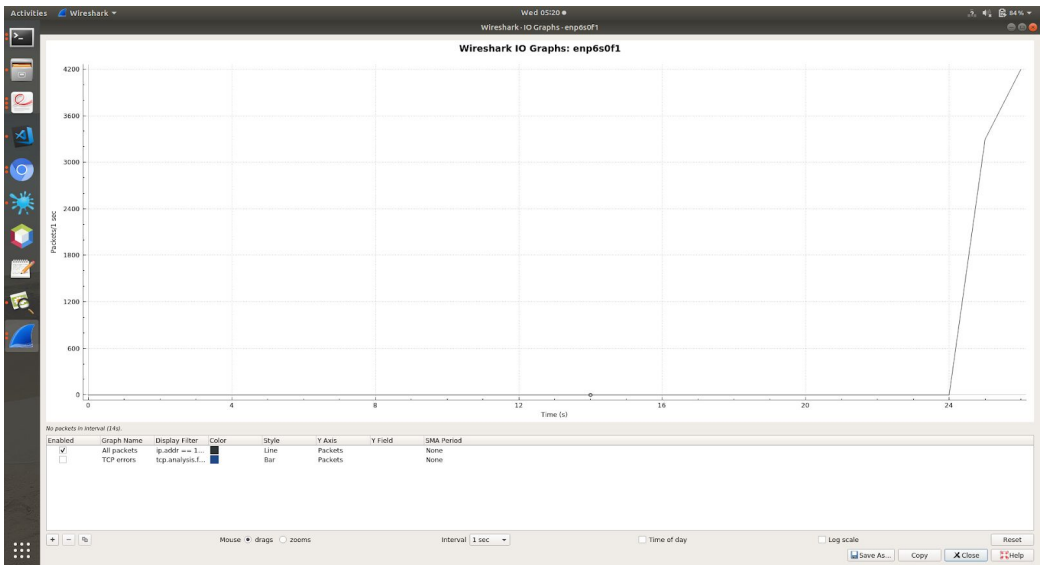 Activities Wireshark Wed 05:20 64 %
Wireshark · IO Graphs · enp6s0f1
Wireshark IO Graphs: enp6s0f1
4200
3600
3000
2400
1800
1200
600
0
Packets/1 sec
0 4 8 12 16 20 24
Time (s)
No packets in interval (14s).
Enabled Graph Name Display Filter Color Style Y Axis Y Field SMA Period
All packets ip.addr == 1... Line Packets None
TCP errors tcp.analysis.f... Bar Packets None
+ − Mouse drags zooms Interval 1 sec Time of day Log scale Reset
Save As... Copy Close Help